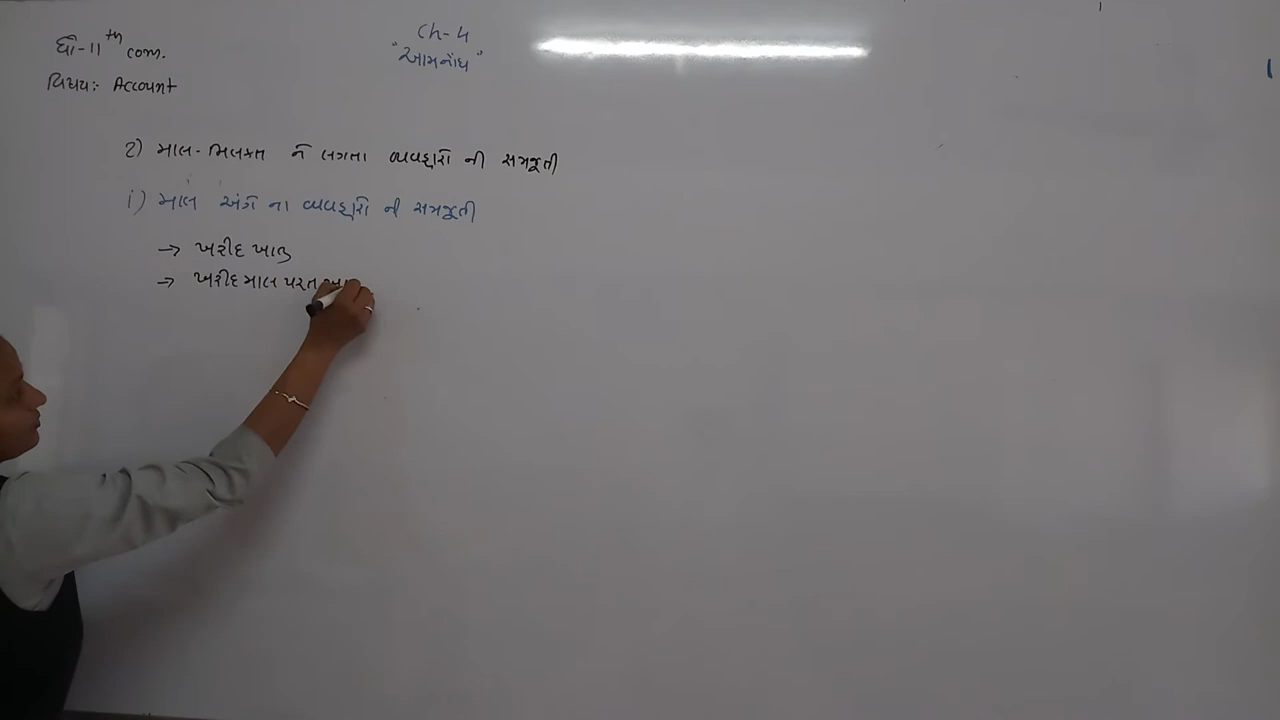 ધો-11th com.
વિષય:- Account
Ch-4
"આમનોંધ"
2) માલ-મિલકત ને લગતા વ્યવહારો ની સમજૂતી
i) માલ અંગે ના વ્યવહારો ની સમજૂતી
→ ખરીદ ખાતુ
→ ખરીદ માલ પરત